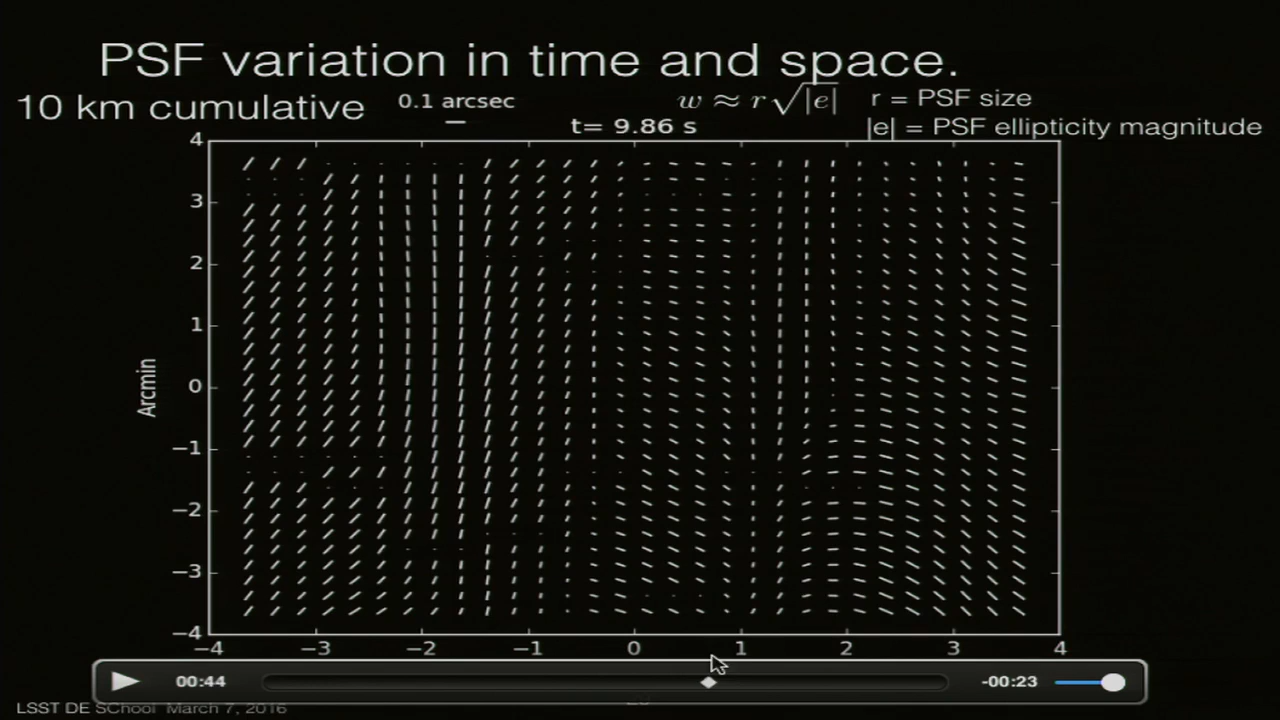 PSF variation in time and space.
10 km cumulative
0.1 arcsec
w ≈ r√|e|
r = PSF size
|e| = PSF ellipticity magnitude
t= 9.86 s
4
3
2
1
0
−1
−2
−3
−4
Arcmin
−4 −3 −2 −1 0 1 2 3 4
00:44
-00:23
LSST DE SChool March 7, 2016